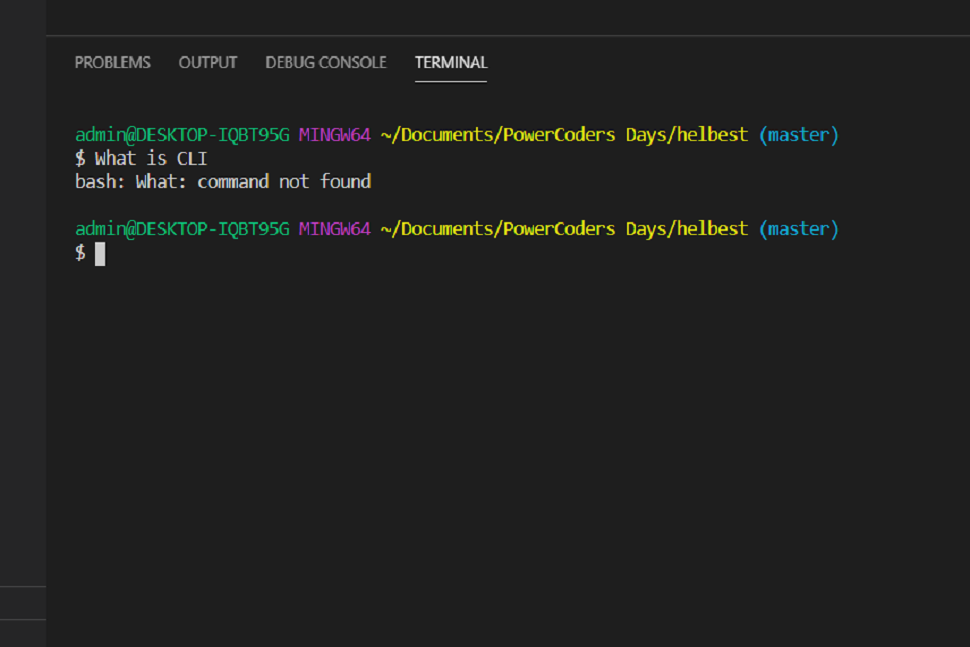 PROBLEMS OUTPUT DEBUG CONSOLE TERMINAL
admin@DESKTOP-IQBT95G MINGW64 ~/Documents/PowerCoders Days/helbest (master)
$ What is CLI
bash: What: command not found
admin@DESKTOP-IQBT95G MINGW64 ~/Documents/PowerCoders Days/helbest (master)
$